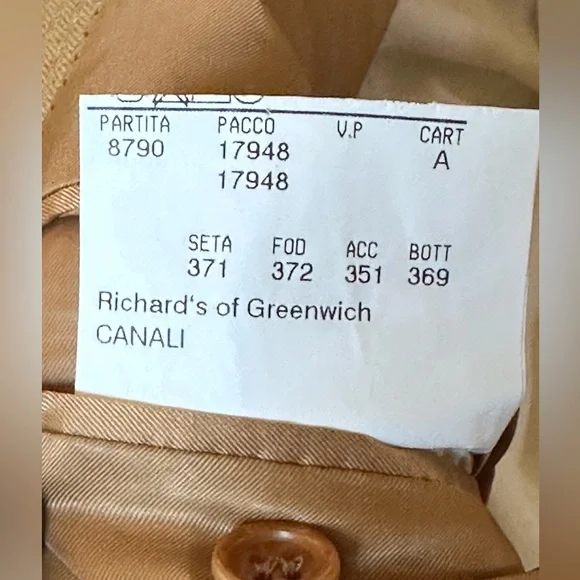 PARTITA PACCO V.P CART
8790 17948 A
17948
SETA FOD ACC BOTT
371 372 351 369
Richard's of Greenwich
CANALI